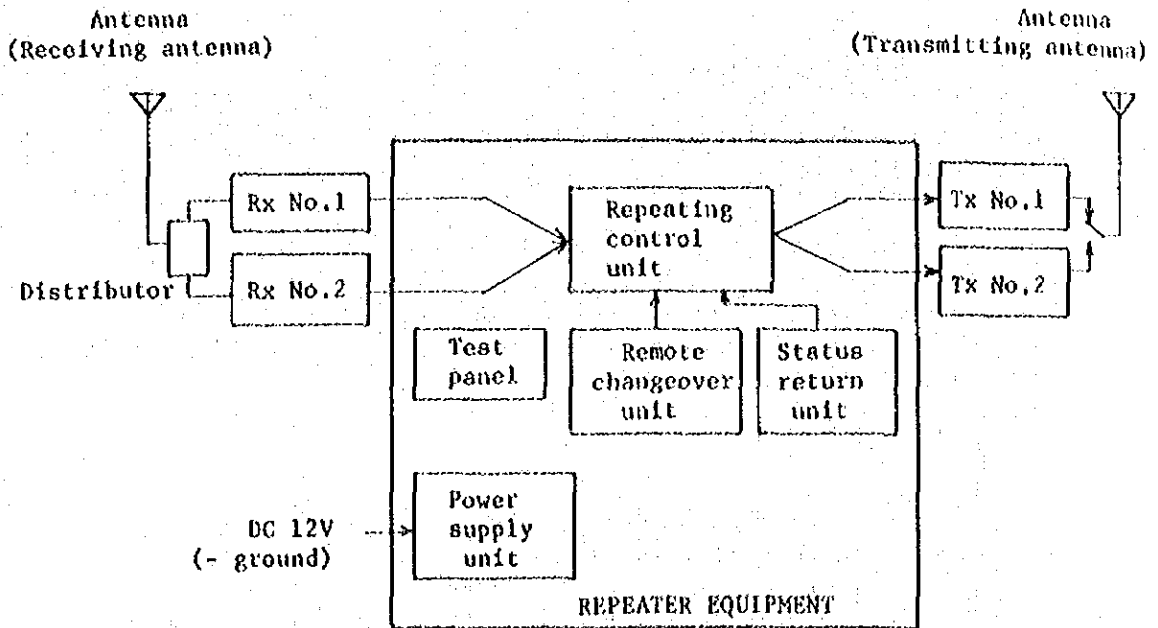 Antenna
(Receiving antenna)
Antenna
(Transmitting antenna)
Rx No.1
Rx No.2
Distributor
Repeating
control
unit
Tx No.1
Tx No.2
Test
panel
Remote
changeover
unit
Status
return
unit
DC 12V
(- ground)
Power
supply
unit
REPEATER EQUIPMENT